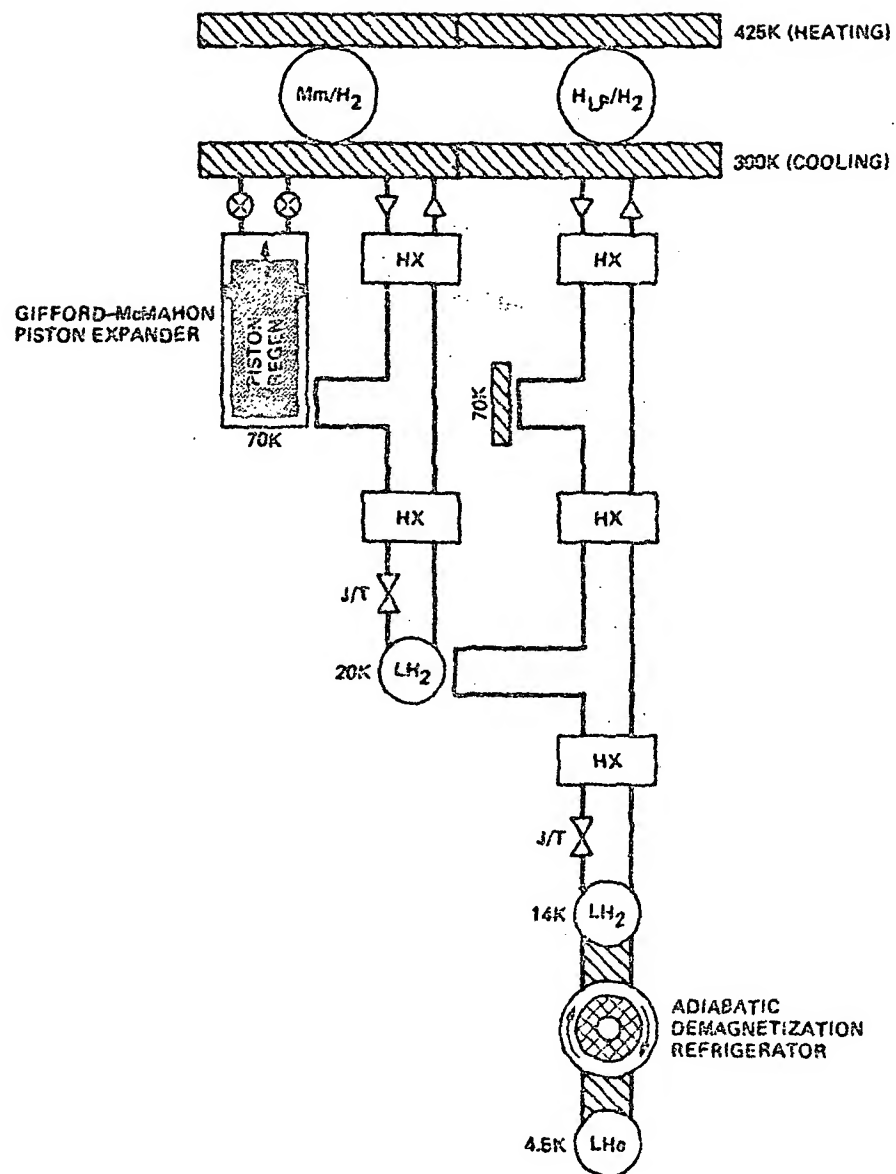 425K (HEATING)
Mm/H2
HLP/H2
300K (COOLING)
HX
HX
GIFFORD-McMAHON
PISTON EXPANDER
PISTON
REGEN
70K
70K
HX
HX
J/T
20K
LH2
HX
J/T
14K
LH2
ADIABATIC
DEMAGNETIZATION
REFRIGERATOR
4.5K
LHe